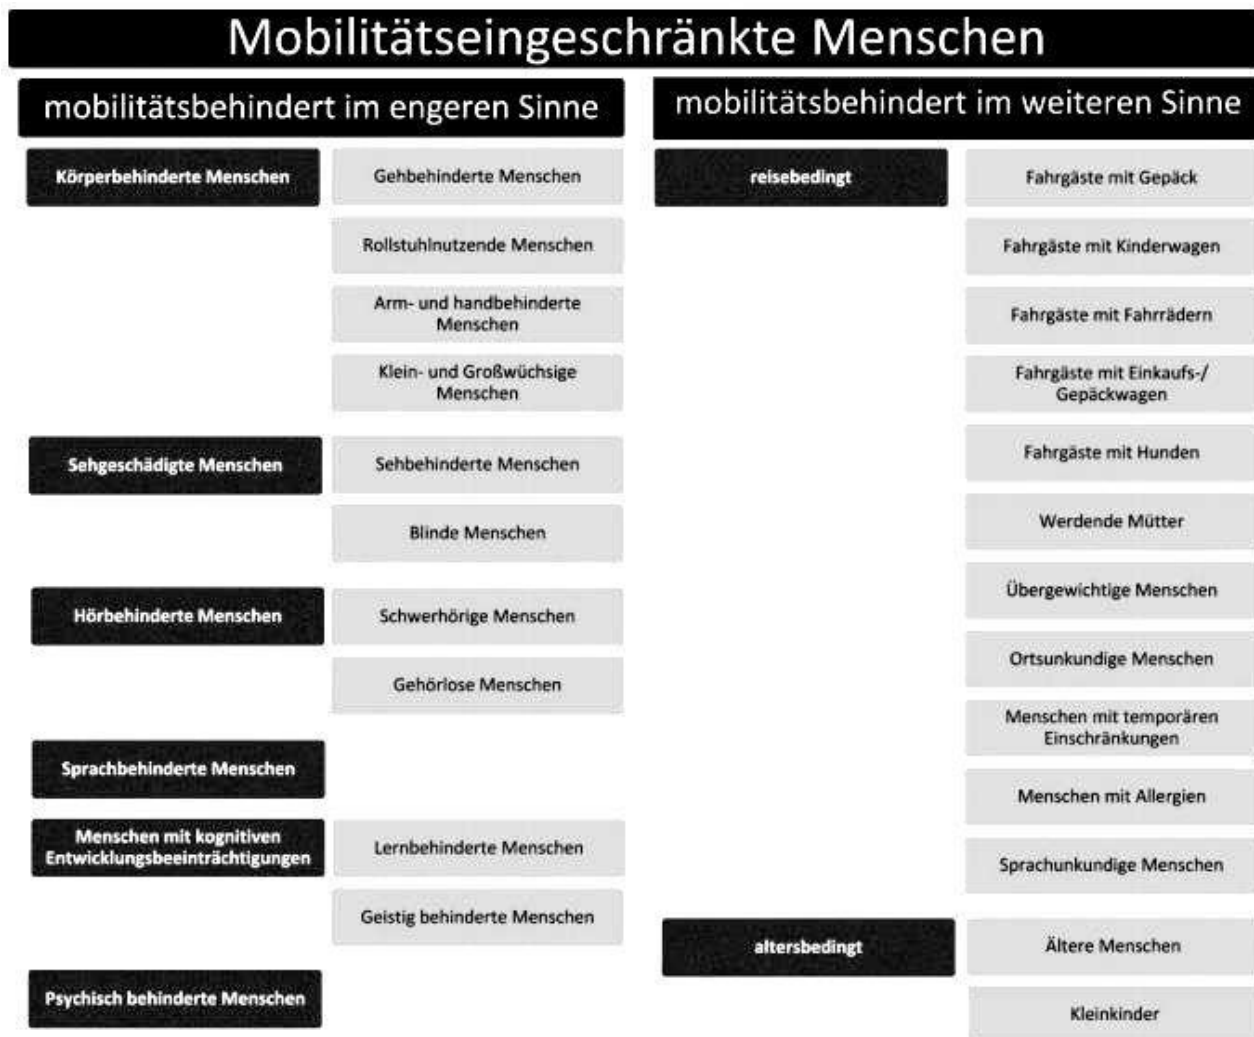 Mobilitätseingeschränkte Menschen
mobilitätsbehindert im engeren Sinne
Körperbehinderte Menschen
Gehbehinderte Menschen
Rollstuhlnutzende Menschen
Arm- und handbehinderte
Menschen
Klein- und Großwüchsige
Menschen
Sehgeschädigte Menschen
Sehbehinderte Menschen
Blinde Menschen
Hörbehinderte Menschen
Schwerhörige Menschen
Gehörlose Menschen
Sprachbehinderte Menschen
Menschen mit kognitiven
Entwicklungsbeeinträchtigungen
Lernbehinderte Menschen
Geistig behinderte Menschen
Psychisch behinderte Menschen
mobilitätsbehindert im weiteren Sinne
reisebedingt
Fahrgäste mit Gepäck
Fahrgäste mit Kinderwagen
Fahrgäste mit Fahrrädern
Fahrgäste mit Einkaufs-/
Gepäckwagen
Fahrgäste mit Hunden
Werdende Mütter
Übergewichtige Menschen
Ortsunkundige Menschen
Menschen mit temporären
Einschränkungen
Menschen mit Allergien
Sprachunkundige Menschen
altersbedingt
Ältere Menschen
Kleinkinder